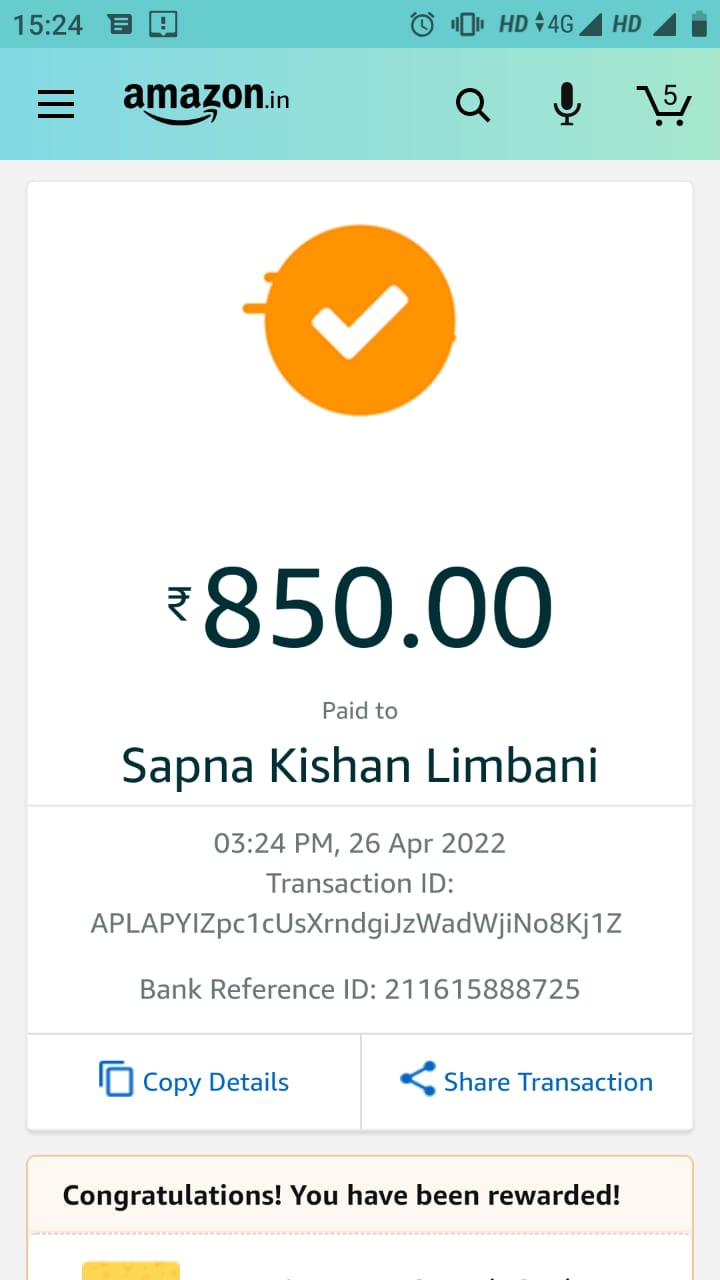 15:24 HD 4G HD
amazon.in
5
₹850.00
Paid to
Sapna Kishan Limbani
03:24 PM, 26 Apr 2022
Transaction ID:
APLAPYIZpc1cUsXrndgiJzWadWjiNo8Kj1Z
Bank Reference ID: 211615888725
Copy Details Share Transaction
Congratulations! You have been rewarded!